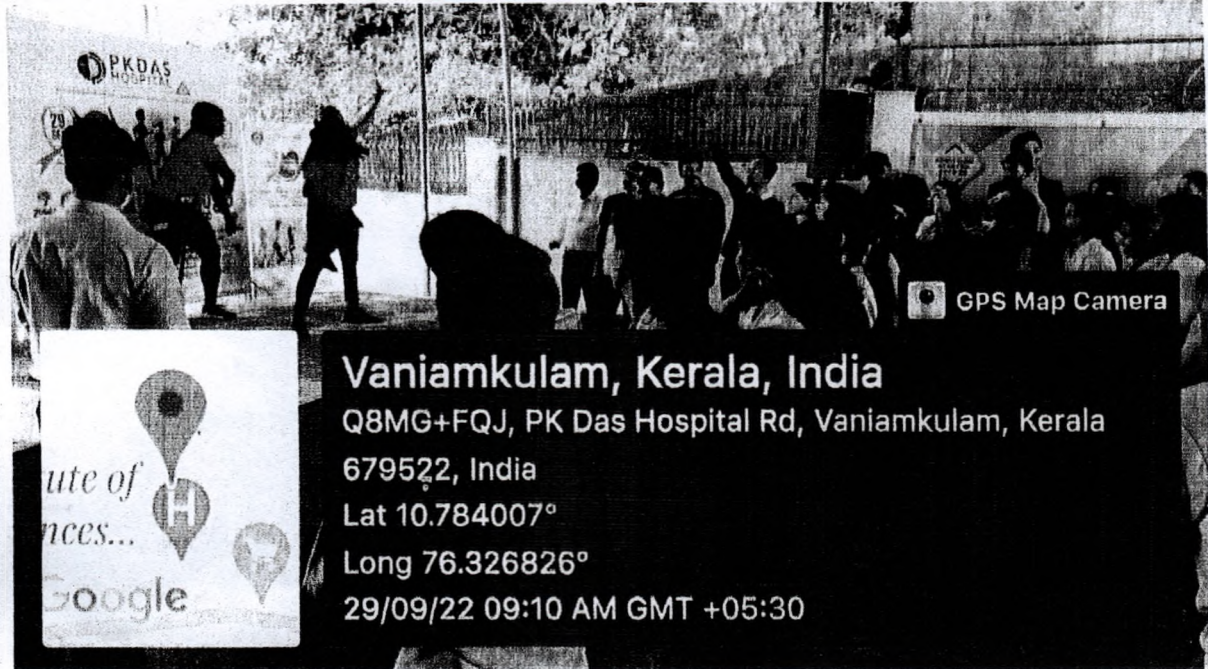 PKDAS
HOSPITAL
29
GPS Map Camera
Vaniamkulam, Kerala, India
Q8MG+FQJ, PK Das Hospital Rd, Vaniamkulam, Kerala
679522, India
Lat 10.784007°
Long 76.326826°
29/09/22 09:10 AM GMT +05:30
ute of
nces...
Google